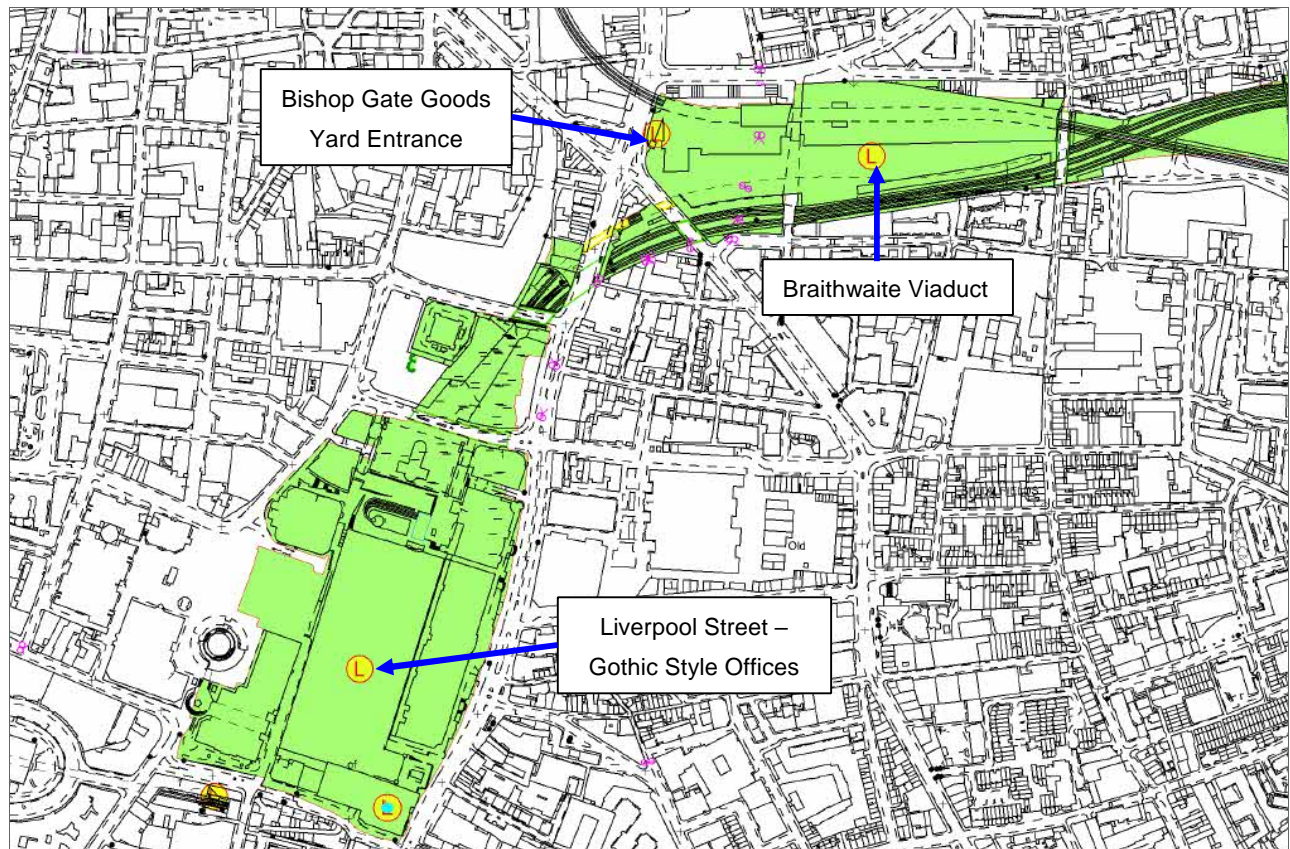 Bishop Gate Goods
Yard Entrance
L
L
Braithwaite Viaduct
Old
Liverpool Street –
Gothic Style Offices
L
L